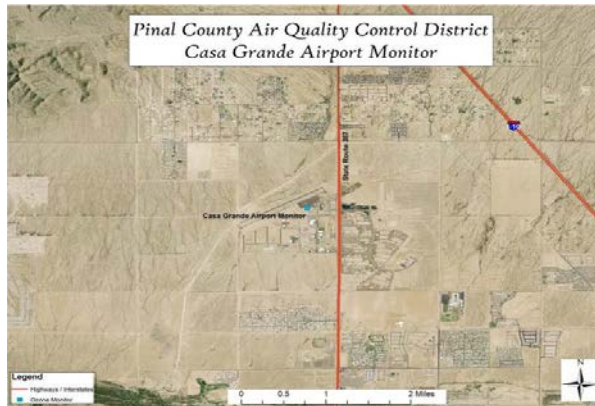 Pinal County Air Quality Control District
Casa Grande Airport Monitor
State Route 387
I-10
Casa Grande Airport Monitor
Legend
Highways / Interstates
Ozone Monitor
0 0.5 1 2 Miles
N